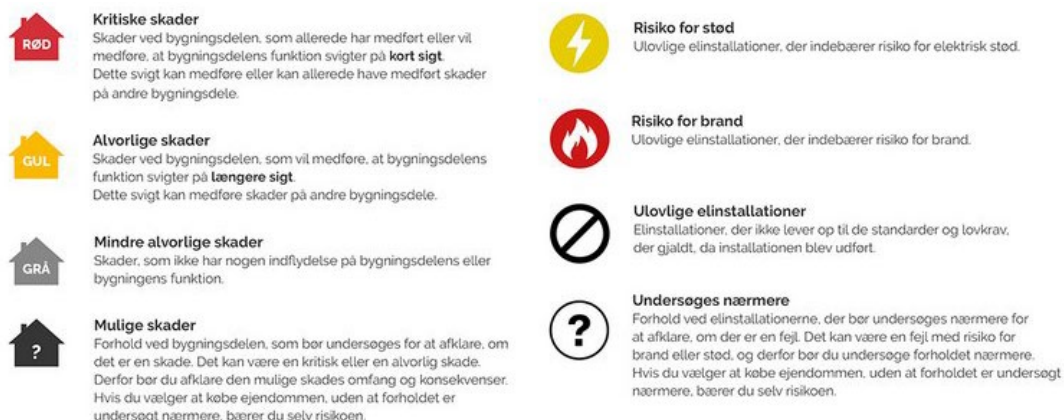 RØD
Kritiske skader
Skader ved bygningsdelen, som allerede har medført eller vil
medføre, at bygningsdelens funktion svigter på kort sigt.
Dette svigt kan medføre eller kan allerede have medført skader
på andre bygningsdele.
GUL
Alvorlige skader
Skader ved bygningsdelen, som vil medføre, at bygningsdelens
funktion svigter på længere sigt.
Dette svigt kan medføre skader på andre bygningsdele.
GRÅ
Mindre alvorlige skader
Skader, som ikke har nogen indflydelse på bygningsdelens eller
bygningens funktion.
?
Mulige skader
Forhold ved bygningsdelen, som bør undersøges for at afklare, om
det er en skade. Det kan være en kritisk eller en alvorlig skade.
Derfor bør du afklare den mulige skades omfang og konsekvenser.
Hvis du vælger at købe ejendommen, uden at forholdet er
undersøgt nærmere, bærer du selv risikoen.
Risiko for stød
Ulovlige elinstallationer, der indebærer risiko for elektrisk stød.
Risiko for brand
Ulovlige elinstallationer, der indebærer risiko for brand.
Ulovlige elinstallationer
Elinstallationer, der ikke lever op til de standarder og lovkrav,
der gjaldt, da installationen blev udført.
?
Undersøges nærmere
Forhold ved elinstallationerne, der bør undersøges nærmere for
at afklare, om der er en fejl. Det kan være en fejl med risiko for
brand eller stød, og derfor bør du undersøge forholdet nærmere.
Hvis du vælger at købe ejendommen, uden at forholdet er undersøgt
nærmere, bærer du selv risikoen.